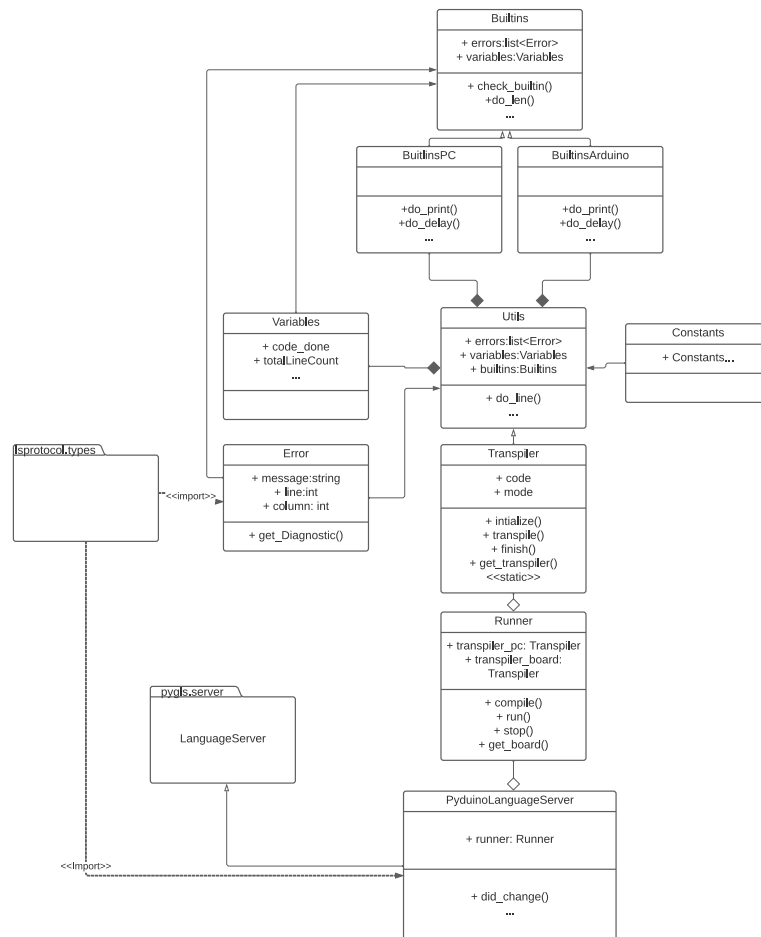 Builtins
+ errors:list<Error>
+ variables:Variables
+ check_builtin()
+do_len()
...
BuitlinsPC
+do_print()
+do_delay()
...
BuiltinsArduino
+do_print()
+do_delay()
...
Variables
+ code_done
+ totalLineCount
...
Utils
+ errors:list<Error>
+ variables:Variables
+ builtins:Builtins
+ do_line()
...
Constants
+ Constants...
lsprotocol.types
<<import>>
Error
+ message:string
+ line:int
+ column: int
+ get_Diagnostic()
Transpiler
+ code
+ mode
+ intialize()
+ transpile()
+ finish()
+ get_transpiler()
<<static>>
Runner
+ transpiler_pc: Transpiler
+ transpiler_board:
Transpiler
+ compile()
+ run()
+ stop()
+ get_board()
pygls.server
LanguageServer
PyduinoLanguageServer
+ runner: Runner
+ did_change()
...
<<Import>>